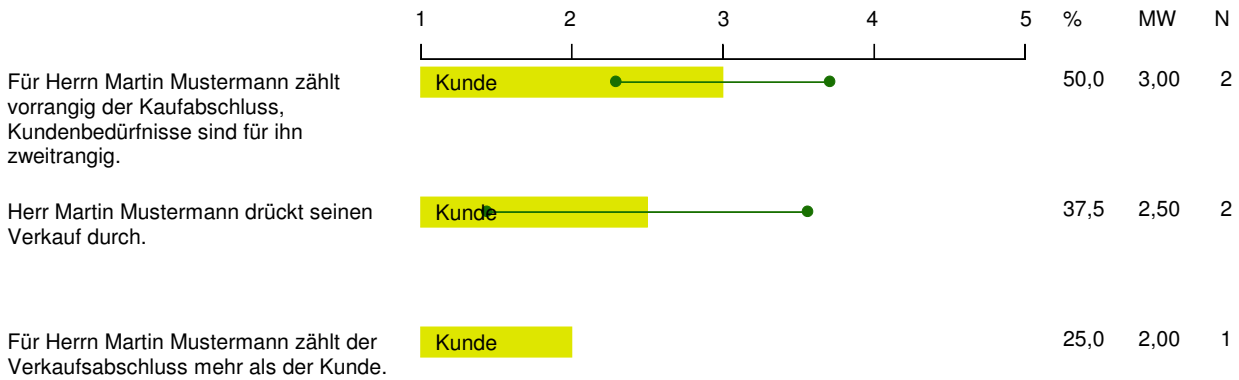 1 2 3 4 5 % MW N
Für Herrn Martin Mustermann zählt
vorrangig der Kaufabschluss,
Kundenbedürfnisse sind für ihn
zweitrangig.
Kunde 50,0 3,00 2
Herr Martin Mustermann drückt seinen
Verkauf durch.
Kunde 37,5 2,50 2
Für Herrn Martin Mustermann zählt der
Verkaufsabschluss mehr als der Kunde.
Kunde 25,0 2,00 1